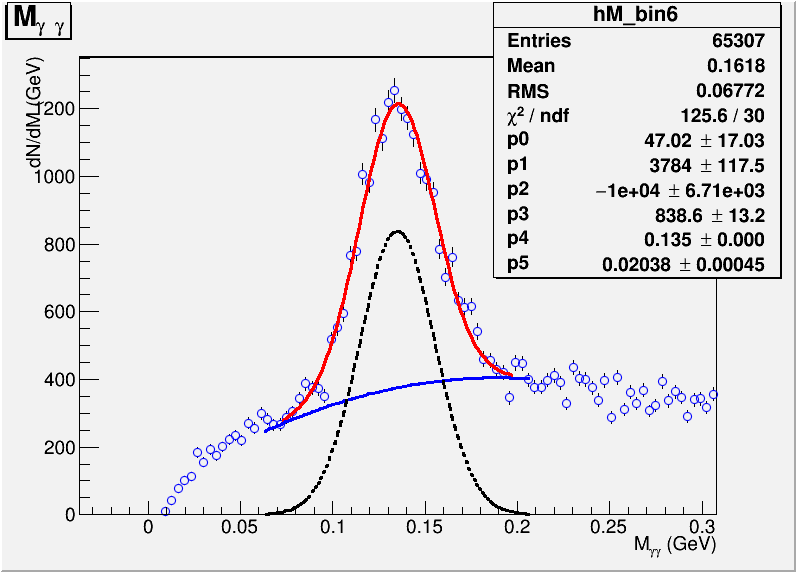 M_γ γ
hM_bin6
Entries 65307
Mean 0.1618
RMS 0.06772
χ² / ndf 125.6 / 30
p0 47.02 ± 17.03
p1 3784 ± 117.5
p2 −1e+04 ± 6.71e+03
p3 838.6 ± 13.2
p4 0.135 ± 0.000
p5 0.02038 ± 0.00045
dN/dM (GeV)
1200
1000
800
600
400
200
0
0 0.05 0.1 0.15 0.2 0.25 0.3
M_γγ (GeV)